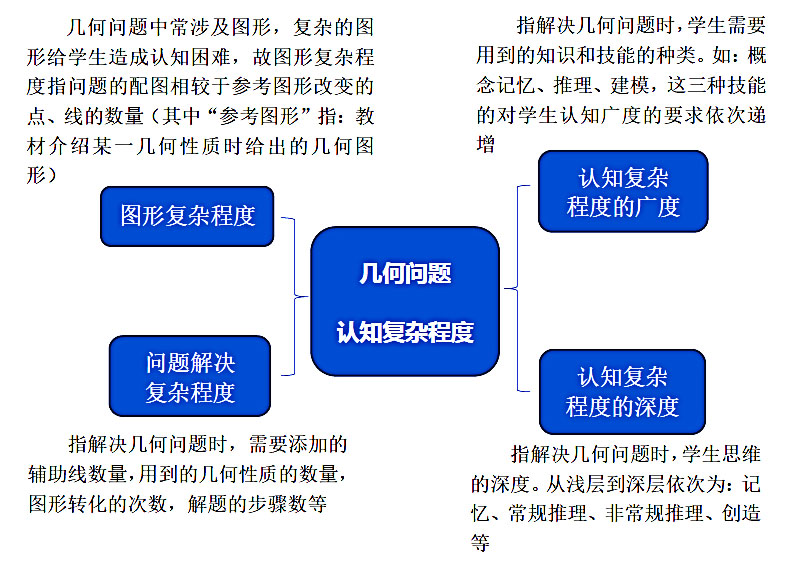 几何问题中常涉及图形，复杂的图
形给学生造成认知困难，故图形复杂程
度指问题的配图相较于参考图形改变的
点、线的数量（其中“参考图形”指：教
材介绍某一几何性质时给出的几何图
形）
指解决几何问题时，学生需要
用到的知识和技能的种类。如：概
念记忆、推理、建模，这三种技能
的对学生认知广度的要求依次递
增
图形复杂程度
认知复杂
程度的广度
几何问题
认知复杂程度
问题解决
复杂程度
认知复杂
程度的深度
指解决几何问题时，需要添加的
辅助线数量，用到的几何性质的数量，
图形转化的次数，解题的步骤数等
指解决几何问题时，学生思维
的深度。从浅层到深层依次为：记
忆、常规推理、非常规推理、创造
等